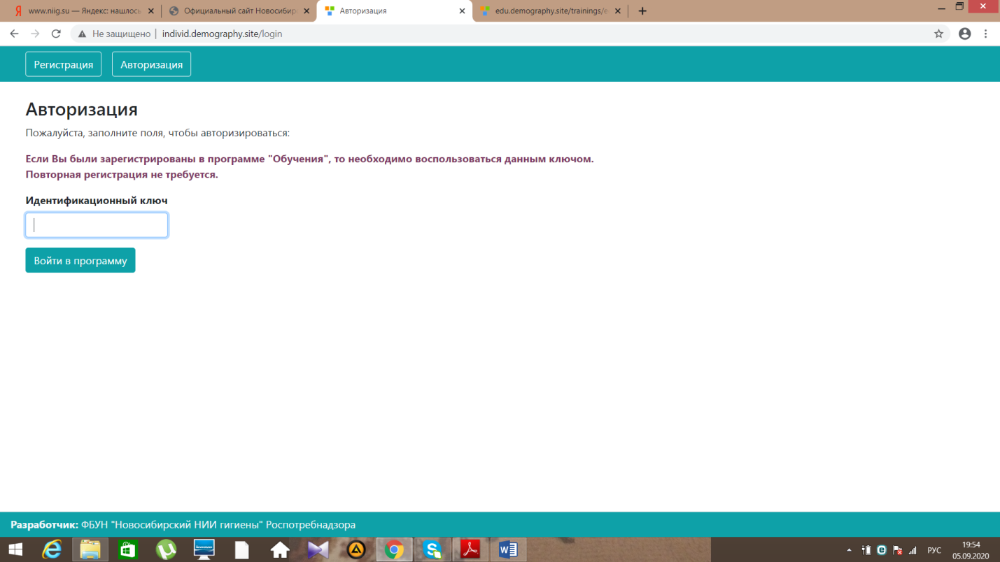 www.niig.su — Яндекс: нашлось
Официальный сайт Новосибир
Авторизация
edu.demography.site/trainings/e
Не защищено | individ.demography.site/login
Регистрация
Авторизация
Авторизация
Пожалуйста, заполните поля, чтобы авторизироваться:
Если Вы были зарегистрированы в программе "Обучения", то необходимо воспользоваться данным ключом.
Повторная регистрация не требуется.
Идентификационный ключ
Войти в программу
Разработчик: ФБУН "Новосибирский НИИ гигиены" Роспотребнадзора
РУС
19:54
05.09.2020